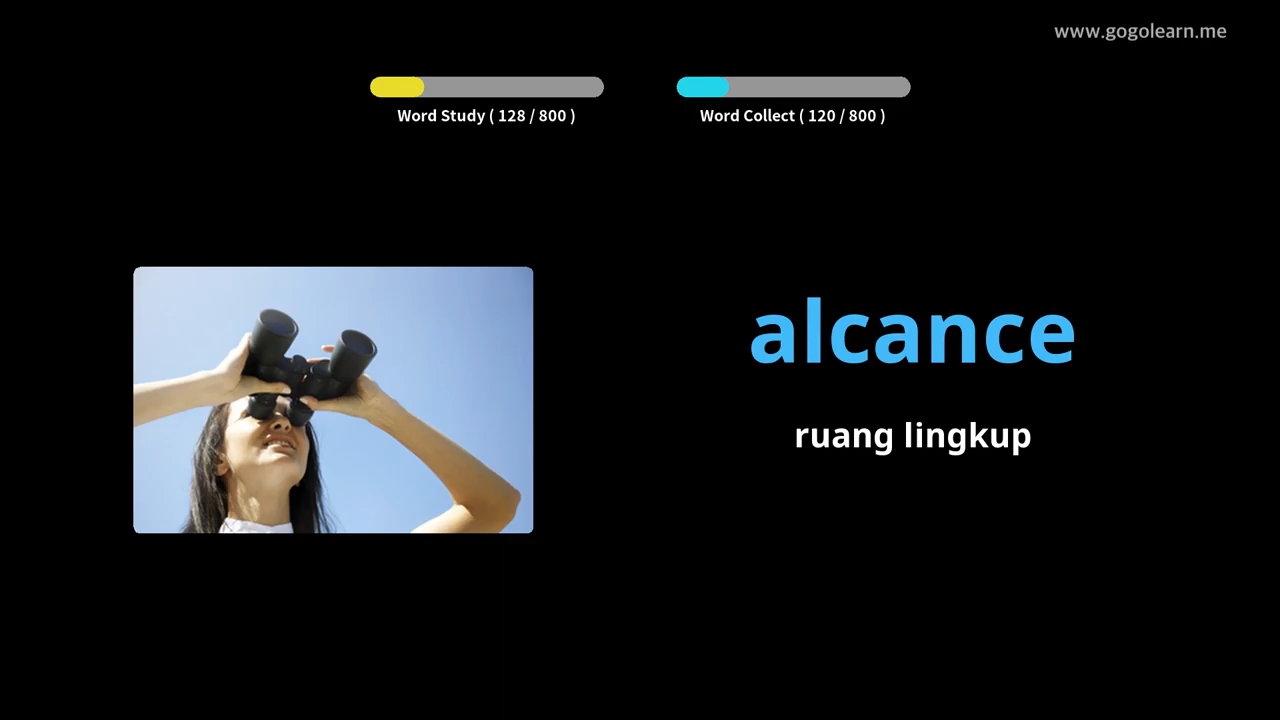 www.gogolearn.me
Word Study ( 128 / 800 )
Word Collect ( 120 / 800 )
alcance
ruang lingkup